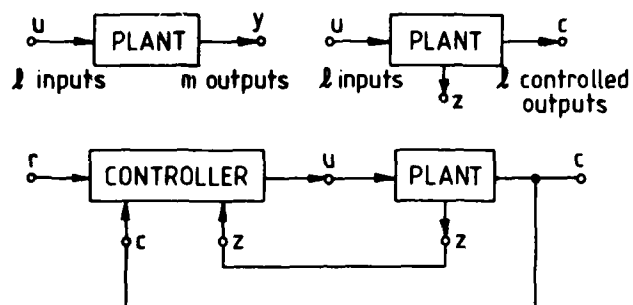 u PLANT y u PLANT c
l inputs m outputs l inputs z l controlled outputs
r CONTROLLER u PLANT c
c z z